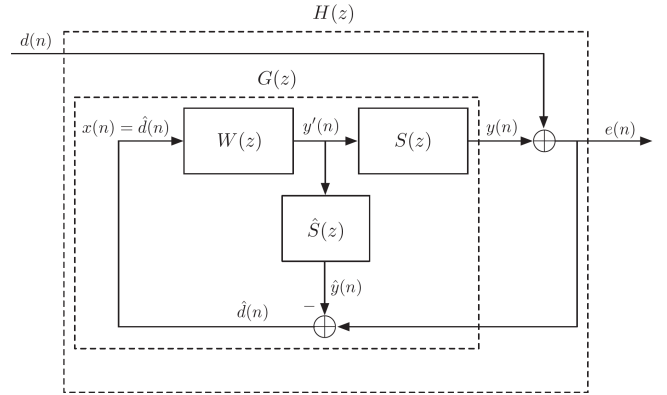 H(z)
d(n)
G(z)
x(n) = d̂(n)
W(z)
y′(n)
S(z)
y(n)
e(n)
Ŝ(z)
ŷ(n)
−
d̂(n)